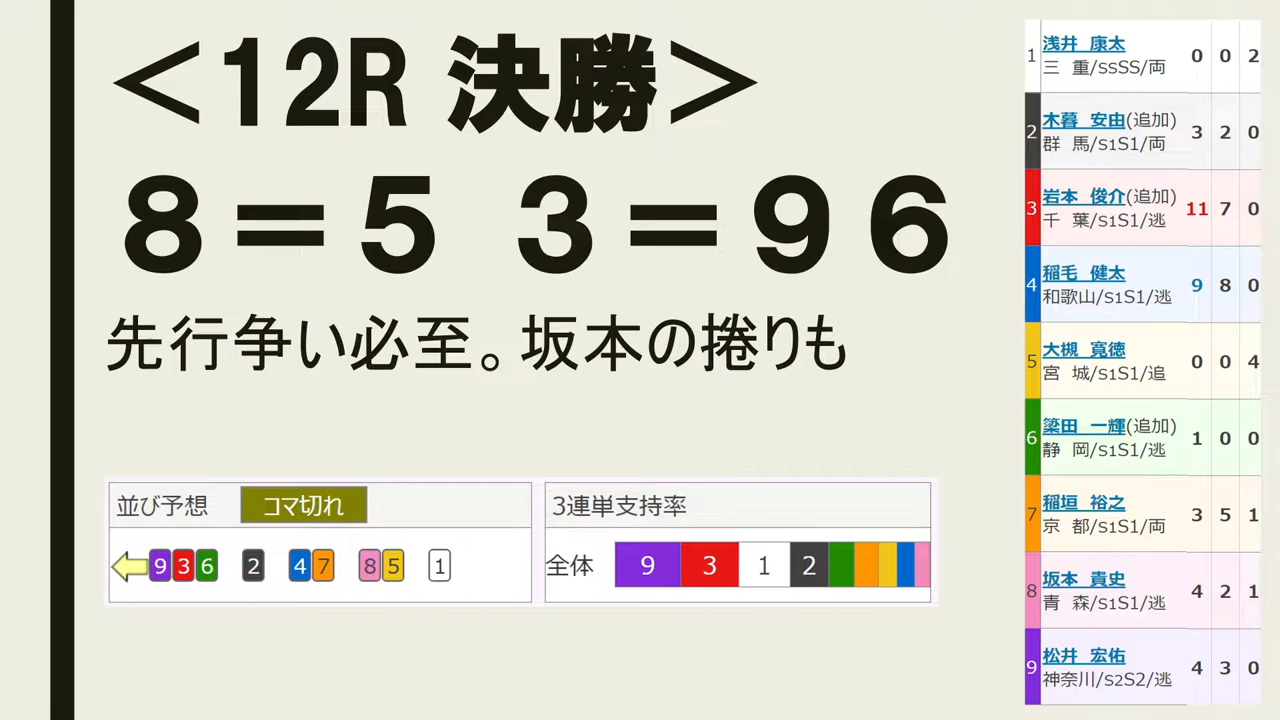 ＜12R 決勝＞
８＝５ ３＝９６
先行争い必至。坂本の捲りも
並び予想 コマ切れ
9 3 6 2 4 7 8 5 1
3連単支持率
全体 9 3 1 2
1 浅井 康太 0 0 2
三 重/SSSS/両
2 木暮 安由(追加) 3 2 0
群 馬/S1S1/両
3 岩本 俊介(追加) 11 7 0
千 葉/S1S1/逃
4 稲毛 健太 9 8 0
和歌山/S1S1/逃
5 大槻 寛徳 0 0 4
宮 城/S1S1/追
6 簗田 一輝(追加) 1 0 0
静 岡/S1S1/逃
7 稲垣 裕之 3 5 1
京 都/S1S1/両
8 坂本 貴史 4 2 1
青 森/S1S1/逃
9 松井 宏佑 4 3 0
神奈川/S2S2/逃